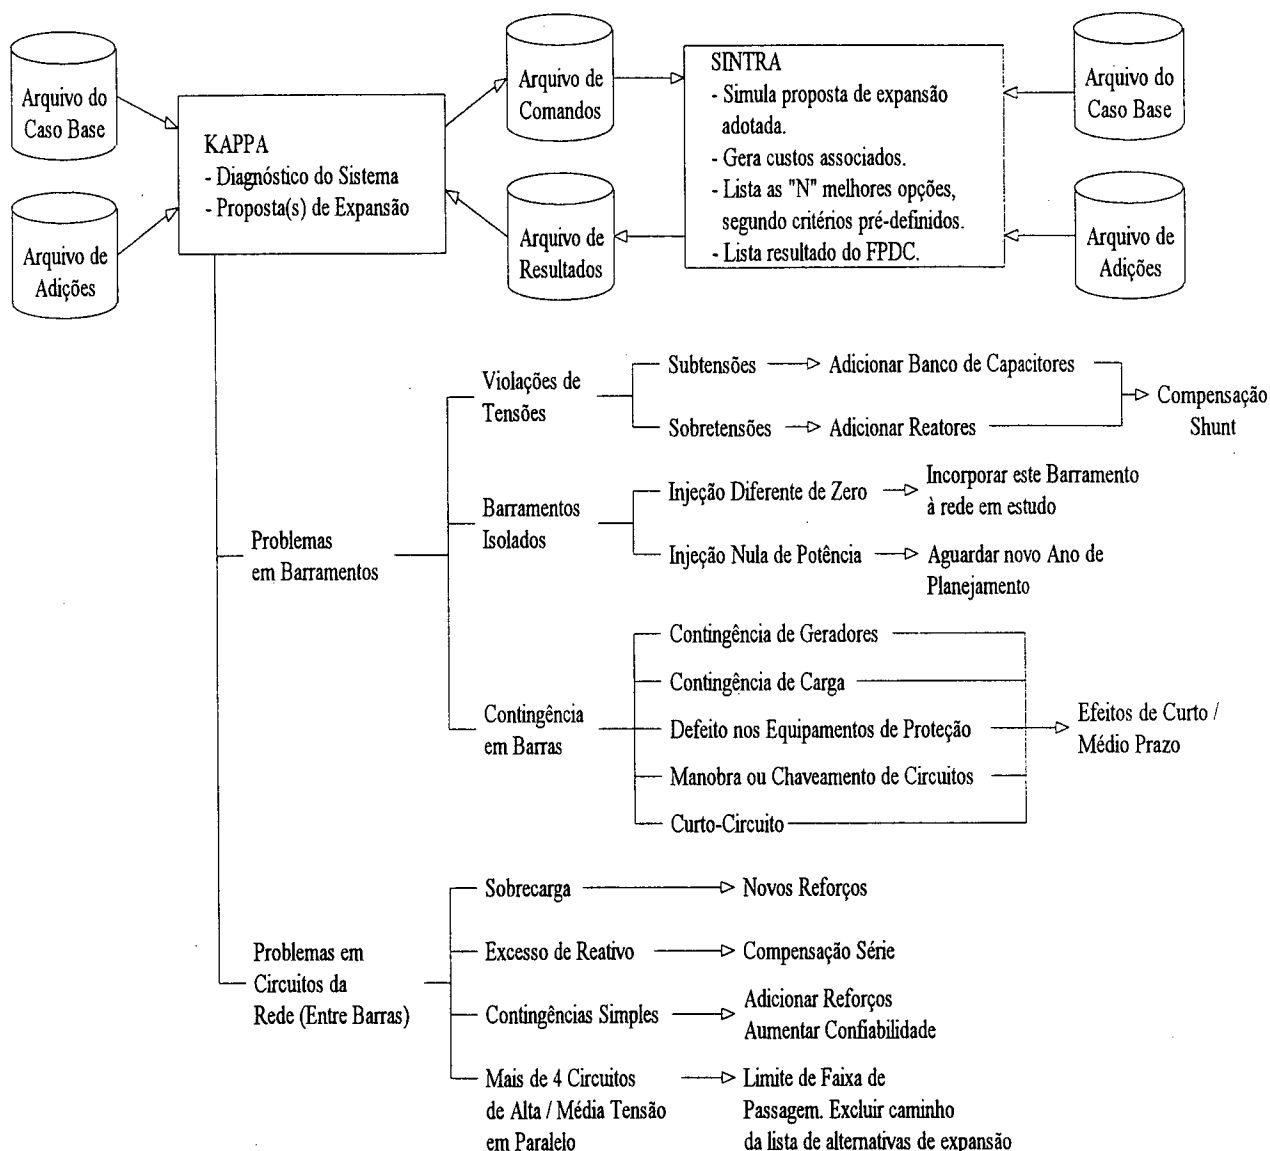 Arquivo do
Caso Base
Arquivo de
Adições
KAPPA
- Diagnóstico do Sistema
- Proposta(s) de Expansão
Arquivo de
Comandos
Arquivo de
Resultados
SINTRA
- Simula proposta de expansão
adotada.
- Gera custos associados.
- Lista as "N" melhores opções,
segundo critérios pré-definidos.
- Lista resultado do FPDC.
Arquivo do
Caso Base
Arquivo de
Adições
Problemas
em Barramentos
Violações de
Tensões
Subtensões
Adicionar Banco de Capacitores
Sobretensões
Adicionar Reatores
Compensação
Shunt
Barramentos
Isolados
Injeção Diferente de Zero
Incorporar este Barramento
à rede em estudo
Injeção Nula de Potência
Aguardar novo Ano de
Planejamento
Contingência
em Barras
Contingência de Geradores
Contingência de Carga
Defeito nos Equipamentos de Proteção
Manobra ou Chaveamento de Circuitos
Curto-Circuito
Efeitos de Curto /
Médio Prazo
Problemas em
Circuitos da
Rede (Entre Barras)
Sobrecarga
Novos Reforços
Excesso de Reativo
Compensação Série
Contingências Simples
Adicionar Reforços
Aumentar Confiabilidade
Mais de 4 Circuitos
de Alta / Média Tensão
em Paralelo
Limite de Faixa de
Passagem. Excluir caminho
da lista de alternativas de expansão